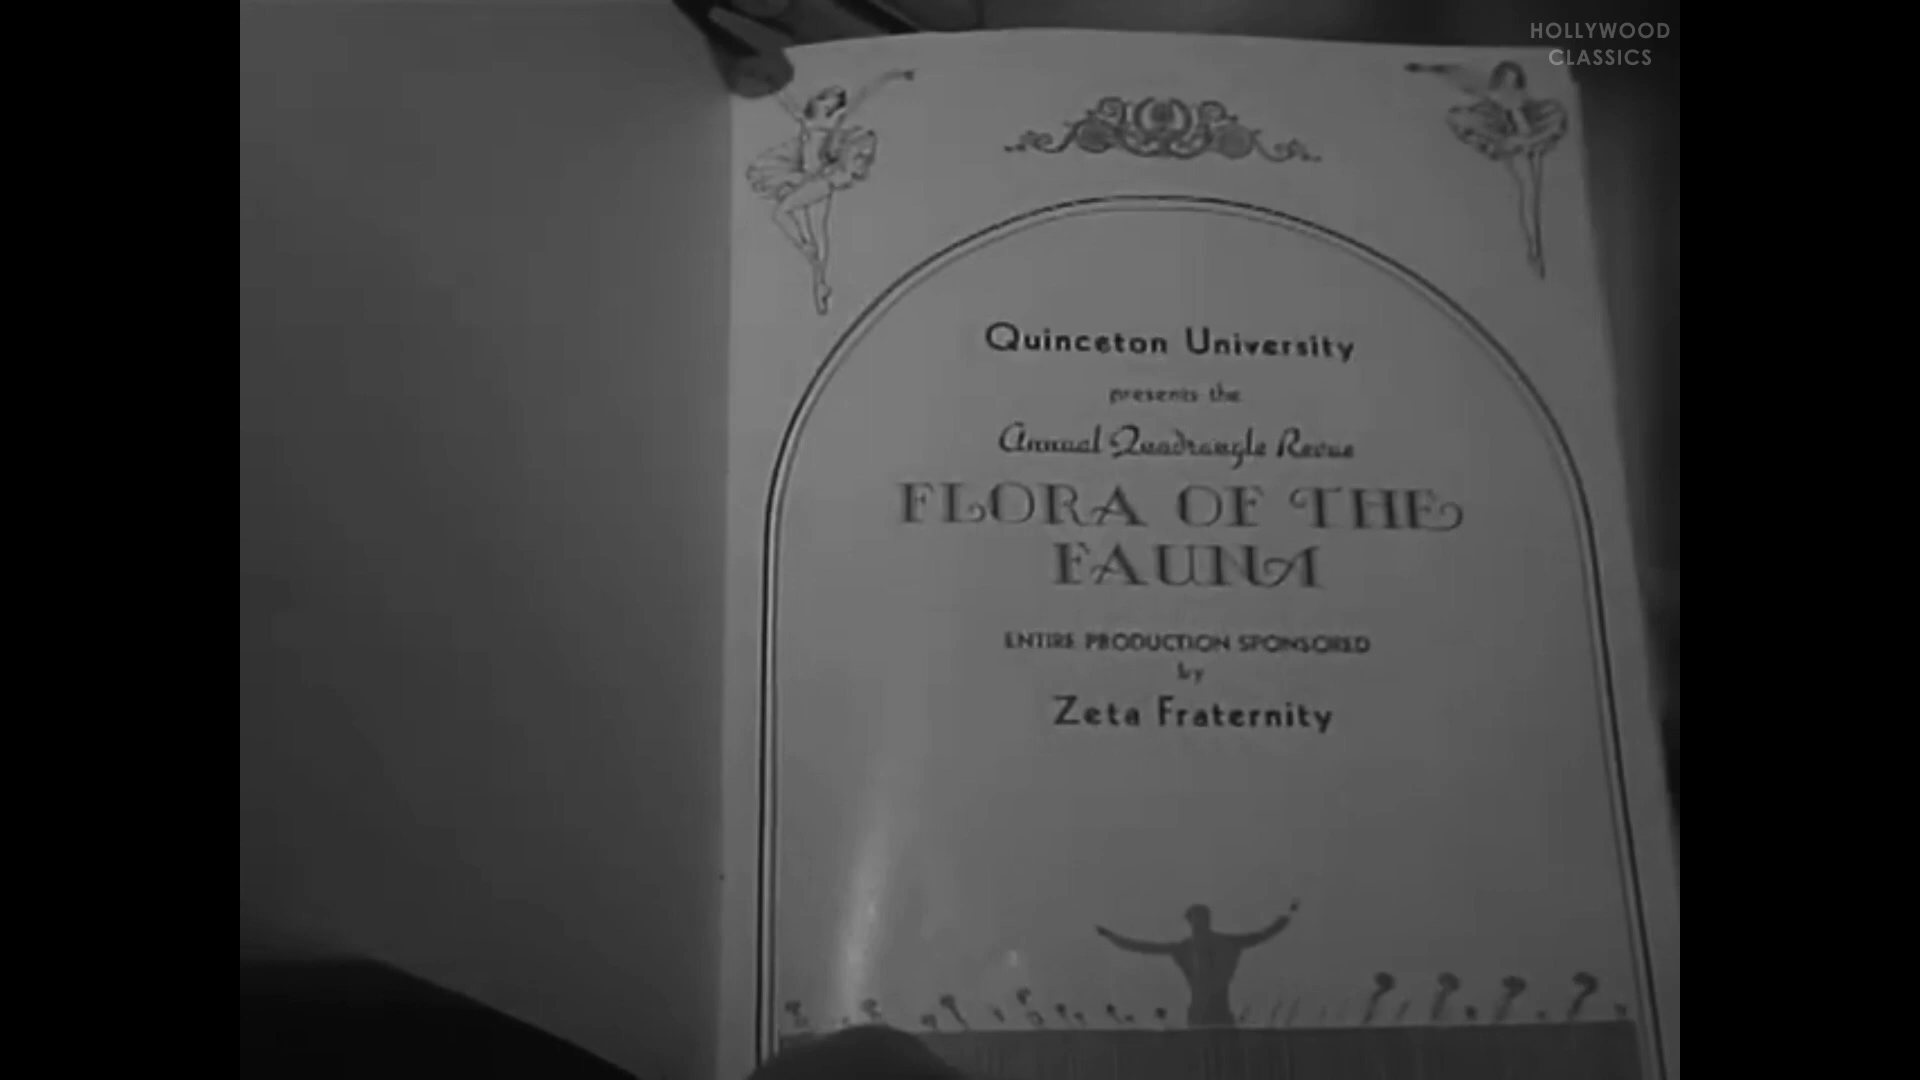 HOLLYWOOD
CLASSICS
Quinceton University
presents the
Annual Quadrangle Revue
FLORA OF THE
FAUNA
ENTIRE PRODUCTION SPONSORED
by
Zeta Fraternity